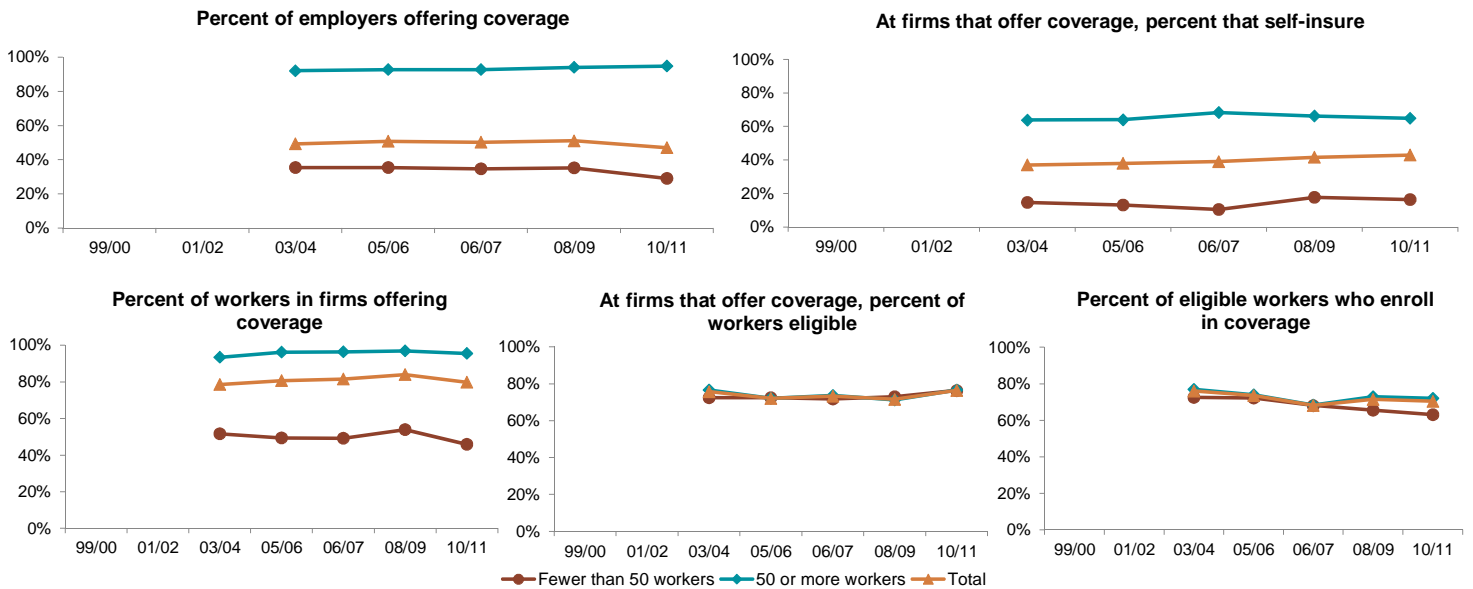 Percent of employers offering coverage
100%
80%
60%
40%
20%
0%
99/00 01/02 03/04 05/06 06/07 08/09 10/11
At firms that offer coverage, percent that self-insure
100%
80%
60%
40%
20%
0%
99/00 01/02 03/04 05/06 06/07 08/09 10/11
Percent of workers in firms offering
coverage
100%
80%
60%
40%
20%
0%
99/00 01/02 03/04 05/06 06/07 08/09 10/11
At firms that offer coverage, percent of
workers eligible
100%
80%
60%
40%
20%
0%
99/00 01/02 03/04 05/06 06/07 08/09 10/11
Percent of eligible workers who enroll
in coverage
100%
80%
60%
40%
20%
0%
99/00 01/02 03/04 05/06 06/07 08/09 10/11
Fewer than 50 workers 50 or more workers Total